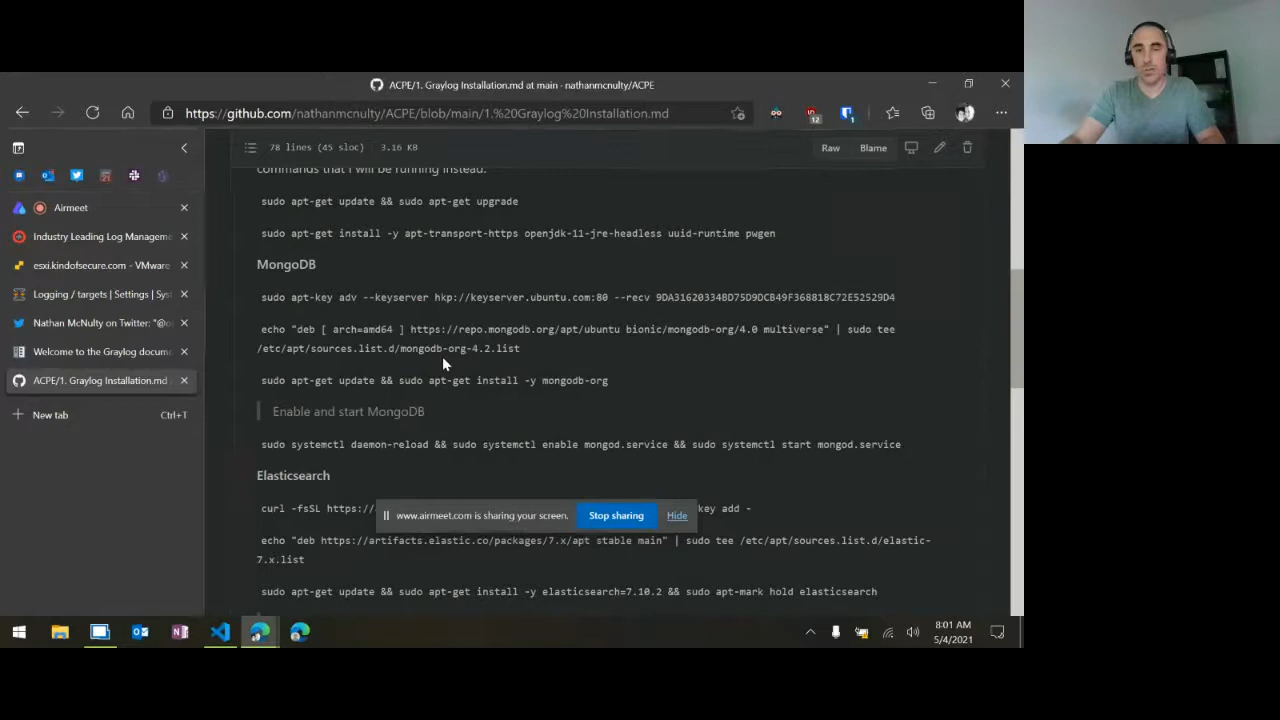 ACPE/1. Graylog Installation.md at main - nathanmcnulty/ACPE
https://github.com/nathanmcnulty/ACPE/blob/main/1.%20Graylog%20Installation.md
12
1
Airmeet
Industry Leading Log Manageme
esxi.kindofsecure.com - VMware
Logging / targets | Settings | Syst
Nathan McNulty on Twitter: "@o
Welcome to the Graylog docum
ACPE/1. Graylog Installation.md
New tab
Ctrl+T
78 lines (45 sloc)
3.16 KB
Raw
Blame
commands that I will be running instead.
sudo apt-get update && sudo apt-get upgrade
sudo apt-get install -y apt-transport-https openjdk-11-jre-headless uuid-runtime pwgen
MongoDB
sudo apt-key adv --keyserver hkp://keyserver.ubuntu.com:80 --recv 9DA31620334BD75D9DCB49F368818C72E52529D4
echo "deb [ arch=amd64 ] https://repo.mongodb.org/apt/ubuntu bionic/mongodb-org/4.0 multiverse" | sudo tee
/etc/apt/sources.list.d/mongodb-org-4.2.list
sudo apt-get update && sudo apt-get install -y mongodb-org
Enable and start MongoDB
sudo systemctl daemon-reload && sudo systemctl enable mongod.service && sudo systemctl start mongod.service
Elasticsearch
curl -fsSL https://
key add -
www.airmeet.com is sharing your screen.
Stop sharing
Hide
echo "deb https://artifacts.elastic.co/packages/7.x/apt stable main" | sudo tee /etc/apt/sources.list.d/elastic-
7.x.list
sudo apt-get update && sudo apt-get install -y elasticsearch=7.10.2 && sudo apt-mark hold elasticsearch
8:01 AM
5/4/2021